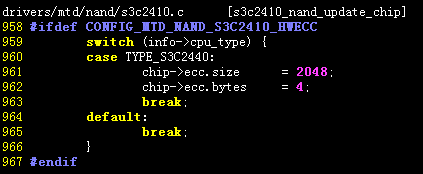 drivers/mtd/nand/s3c2410.c [s3c2410_nand_update_chip]
958 #ifdef CONFIG_MTD_NAND_S3C2410_HWECC
959 switch (info->cpu_type) {
960 case TYPE_S3C2440:
961 chip->ecc.size = 2048;
962 chip->ecc.bytes = 4;
963 break;
964 default:
965 break;
966 }
967 #endif